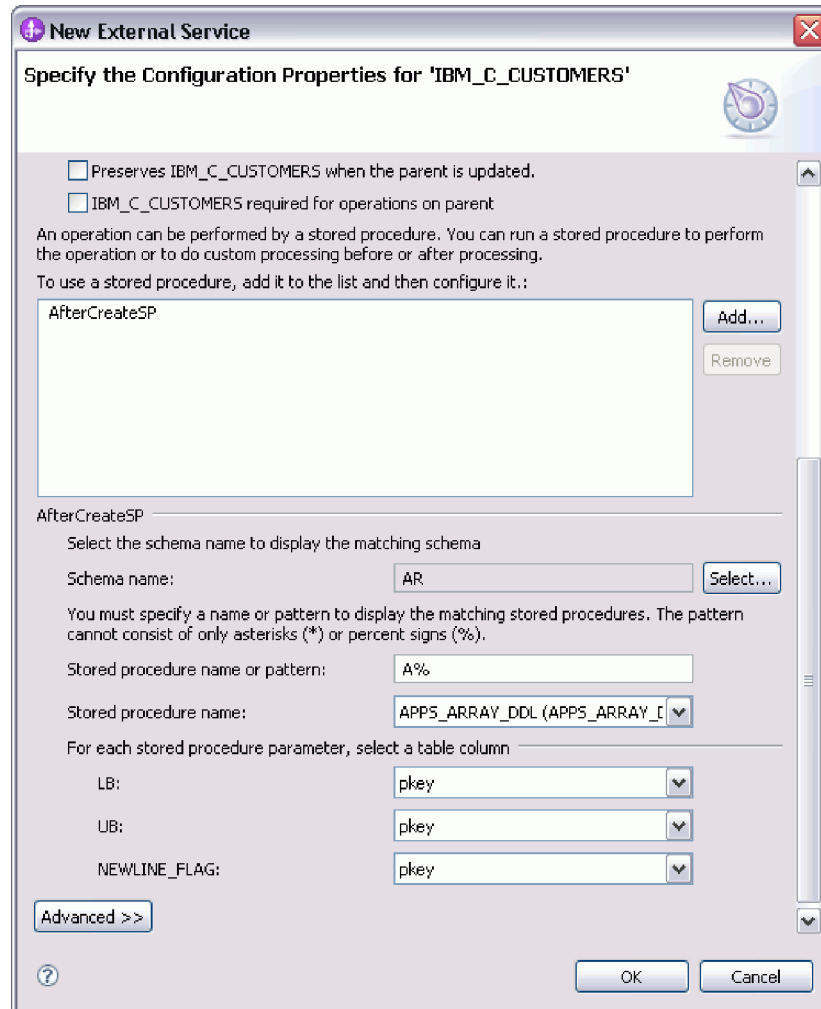 New External Service
Specify the Configuration Properties for 'IBM_C_CUSTOMERS'
Preserves IBM_C_CUSTOMERS when the parent is updated.
IBM_C_CUSTOMERS required for operations on parent
An operation can be performed by a stored procedure. You can run a stored procedure to perform
the operation or to do custom processing before or after processing.
To use a stored procedure, add it to the list and then configure it.:
AfterCreateSP
Add...
Remove
AfterCreateSP
Select the schema name to display the matching schema
Schema name:
AR
Select...
You must specify a name or pattern to display the matching stored procedures. The pattern
cannot consist of only asterisks (*) or percent signs (%).
Stored procedure name or pattern:
A%
Stored procedure name:
APPS_ARRAY_DDL (APPS_ARRAY_D
For each stored procedure parameter, select a table column
LB:
pkey
UB:
pkey
NEWLINE_FLAG:
pkey
Advanced >>
?
OK
Cancel